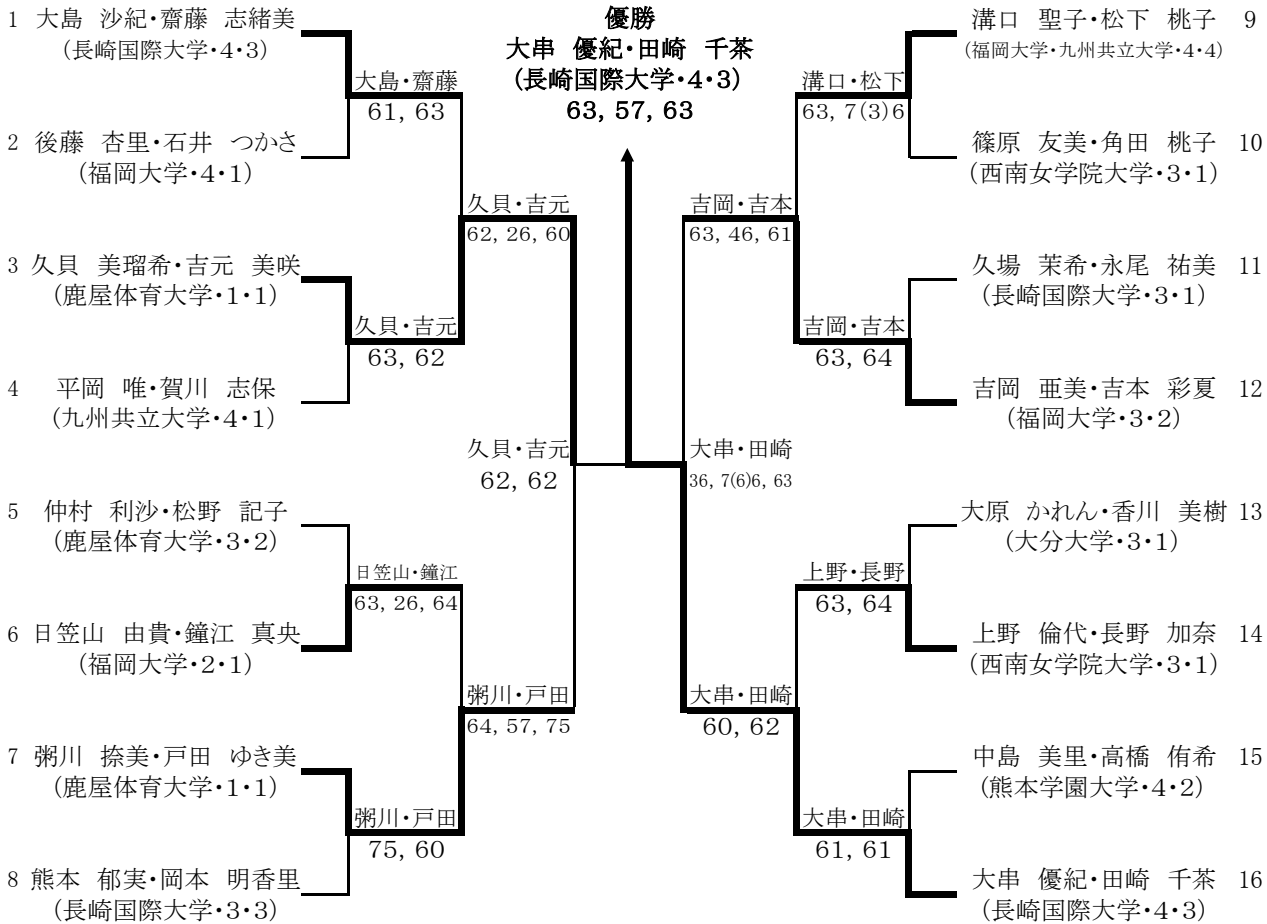 優勝
大串 優紀・田崎 千茶
(長崎国際大学・4・3)
63, 57, 63
1 大島 沙紀・齋藤 志緒美
(長崎国際大学・4・3)
大島・齋藤
61, 63
2 後藤 杏里・石井 つかさ
(福岡大学・4・1)
久貝・吉元
62, 26, 60
3 久貝 美瑠希・吉元 美咲
(鹿屋体育大学・1・1)
久貝・吉元
63, 62
4 平岡 唯・賀川 志保
(九州共立大学・4・1)
久貝・吉元
62, 62
5 仲村 利沙・松野 記子
(鹿屋体育大学・3・2)
日笠山・鐘江
63, 26, 64
6 日笠山 由貴・鐘江 真央
(福岡大学・2・1)
粥川・戸田
64, 57, 75
7 粥川 捺美・戸田 ゆき美
(鹿屋体育大学・1・1)
粥川・戸田
75, 60
8 熊本 郁実・岡本 明香里
(長崎国際大学・3・3)
溝口 聖子・松下 桃子 9
(福岡大学・九州共立大学・4・4)
溝口・松下
63, 7(3)6
篠原 友美・角田 桃子 10
(西南女学院大学・3・1)
吉岡・吉本
63, 46, 61
久場 茉希・永尾 祐美 11
(長崎国際大学・3・1)
吉岡・吉本
63, 64
吉岡 亜美・吉本 彩夏 12
(福岡大学・3・2)
大串・田崎
36, 7(6)6, 63
大原 かれん・香川 美樹 13
(大分大学・3・1)
上野・長野
63, 64
上野 倫代・長野 加奈 14
(西南女学院大学・3・1)
大串・田崎
60, 62
中島 美里・高橋 侑希 15
(熊本学園大学・4・2)
大串・田崎
61, 61
大串 優紀・田崎 千茶 16
(長崎国際大学・4・3)